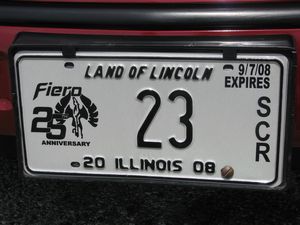 LAND OF LINCOLN
9/7/08
EXPIRES
Fiero
25
ANNIVERSARY
23
SCR
20 ILLINOIS 08